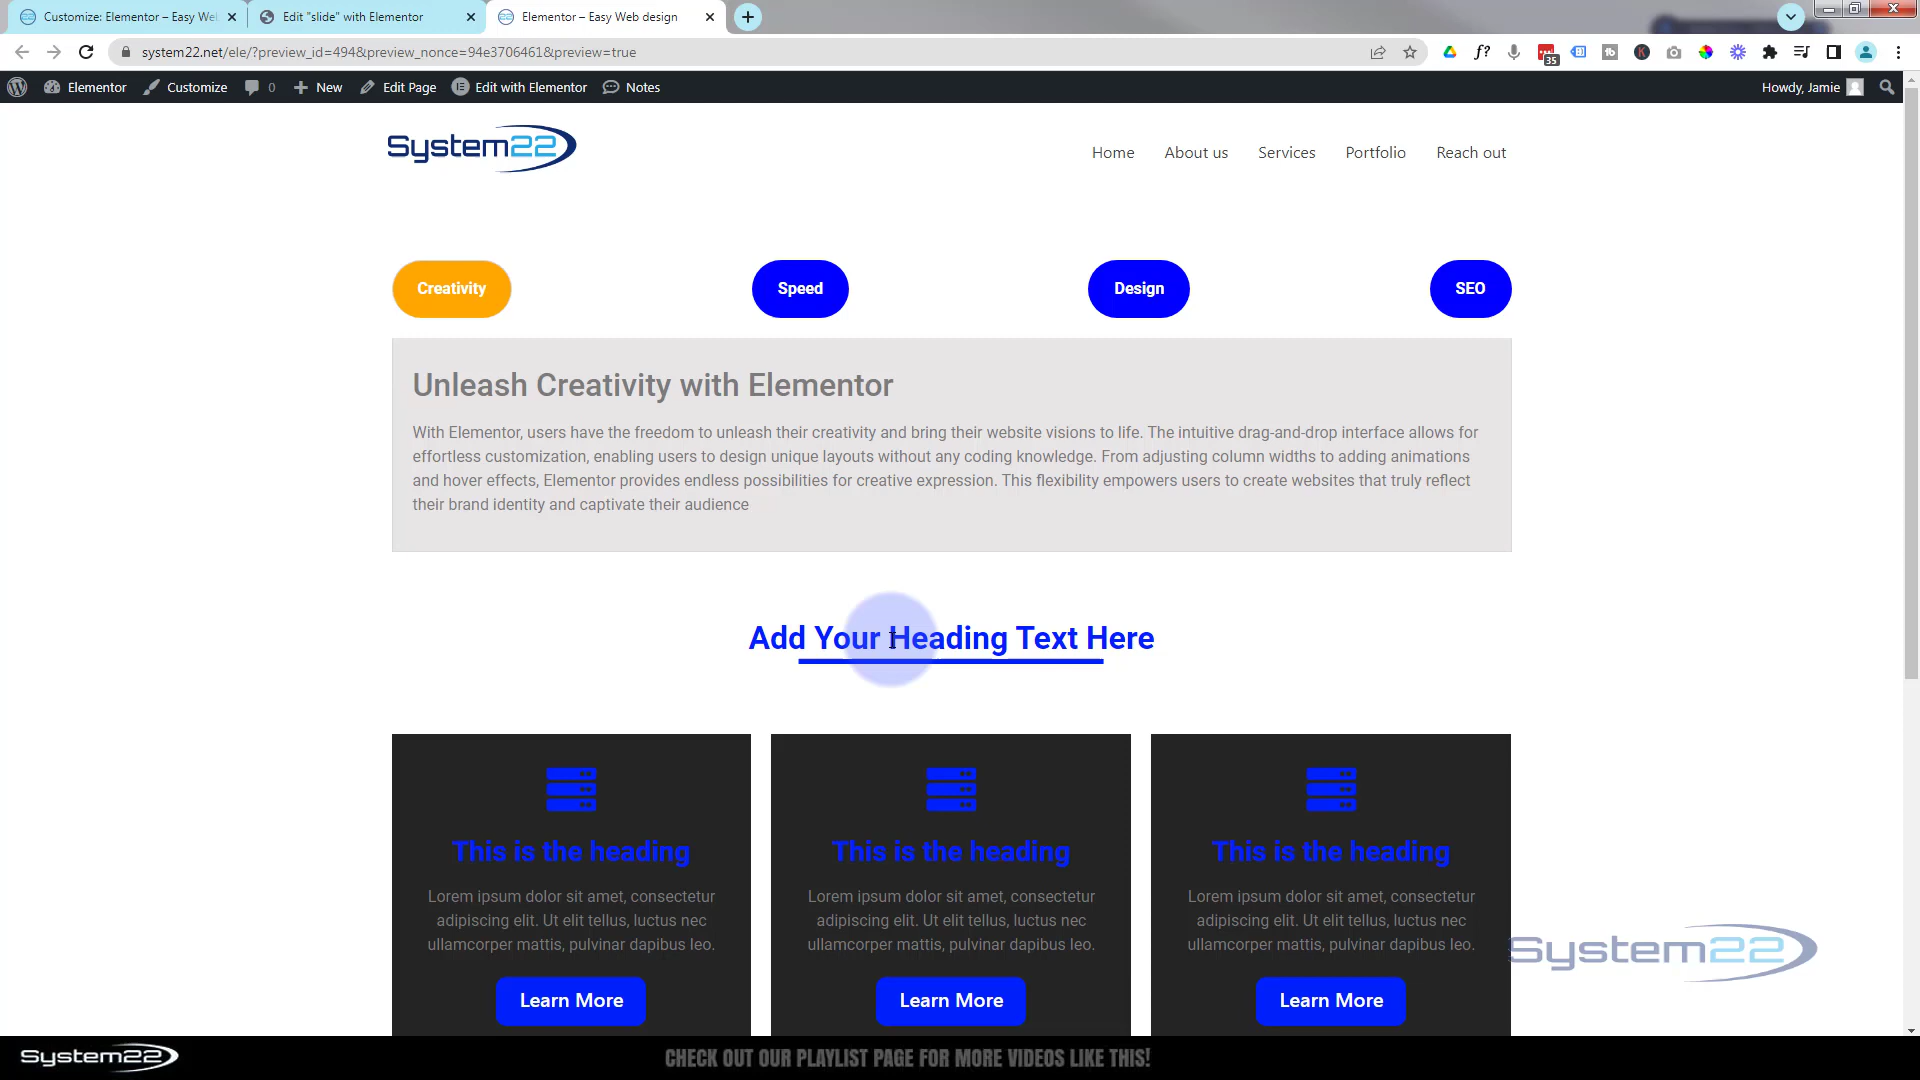 Customize: Elementor – Easy We
Edit "slide" with Elementor
Elementor – Easy Web design
system22.net/ele/?preview_id=494&preview_nonce=94e3706461&preview=true
f?
35
Elementor
Customize
0
New
Edit Page
Edit with Elementor
Notes
Howdy, Jamie
System22
Home
About us
Services
Portfolio
Reach out
Creativity
Speed
Design
SEO
Unleash Creativity with Elementor
With Elementor, users have the freedom to unleash their creativity and bring their website visions to life. The intuitive drag-and-drop interface allows for
effortless customization, enabling users to design unique layouts without any coding knowledge. From adjusting column widths to adding animations
and hover effects, Elementor provides endless possibilities for creative expression. This flexibility empowers users to create websites that truly reflect
their brand identity and captivate their audience
Add Your Heading Text Here
This is the heading
Lorem ipsum dolor sit amet, consectetur
adipiscing elit. Ut elit tellus, luctus nec
ullamcorper mattis, pulvinar dapibus leo.
Learn More
This is the heading
Lorem ipsum dolor sit amet, consectetur
adipiscing elit. Ut elit tellus, luctus nec
ullamcorper mattis, pulvinar dapibus leo.
Learn More
This is the heading
Lorem ipsum dolor sit amet, consectetur
adipiscing elit. Ut elit tellus, luctus nec
ullamcorper mattis, pulvinar dapibus leo.
Learn More
System22
System22
CHECK OUT OUR PLAYLIST PAGE FOR MORE VIDEOS LIKE THIS!